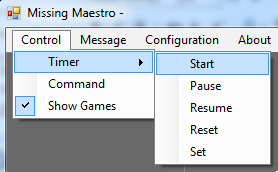 Missing Maestro -
Control Message Configuration About
Timer
Command
Show Games
Start
Pause
Resume
Reset
Set